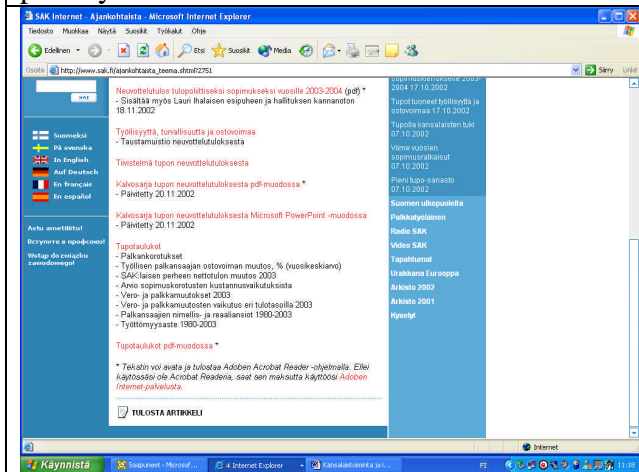 SAK Internet - Ajankohtaista - Microsoft Internet Explorer
Tiedosto Muokkaa Näytä Suosikit Työkalut Ohje
Edellinen Etsi Suosikit Media
Osoite http://www.sak.fi/ajankohtaista_teema.shtml?2751 Siirry Linkit
HAE
Suomeksi
På svenska
In English
Auf Deutsch
En français
En español
Astu ametiliitu!
Вступите в профсоюз!
Wstąp do związku
zawodowego!
Neuvottelutulos tulopoliittiseksi sopimukseksi vuosille 2003-2004 (pdf) *
- Sisältää myös Lauri Ihalaisen esipuheen ja hallituksen kannanoton
18.11.2002
Työllisyyttä, turvallisuutta ja ostovoimaa
- Taustamuistio neuvottelutuloksesta
Tiivistelmä tupon neuvottelutuloksesta
Kalvosarja tupon neuvottelutuloksesta pdf-muodossa *
- Päivitetty 20.11.2002
Kalvosarja tupon neuvottelutuloksesta Microsoft PowerPoint -muodossa
- Päivitetty 20.11.2002
Tupotaulukot
- Palkankorotukset
- Työllisen palkansaajan ostovoiman muutos, % (vuosikeskiarvo)
- SAK:laisen perheen nettotulon muutos 2003
- Arvio sopimuskorotusten kustannusvaikutuksista
- Vero- ja palkkamuutokset 2003
- Vero- ja palkkamuutosten vaikutus eri tulotasoilla 2003
- Palkansaajien nimellis- ja reaaliansiot 1980-2003
- Työttömyysaste 1980-2003
Tupotaulukot pdf-muodossa *
* Tekstin voi avata ja tulostaa Adoben Acrobat Reader -ohjelmalla. Ellei
käytössäsi ole Acrobat Readeria, saat sen maksutta käyttöösi Adoben
Internet-palvelusta.
TULOSTA ARTIKKELI
2004 17.10.2002
Tupot tuoneet työllisyyttä ja
ostovoimaa 17.10.2002
Tupolla kansalaisten tuki
07.10.2002
Viime vuosien
sopimusratkaisut
07.10.2002
Pieni tupo-sanasto
07.10.2002
Suomen ulkopuolelta
Palkkatyöläinen
Radio SAK
Video SAK
Tapahtumat
Urakkana Eurooppa
Arkisto 2002
Arkisto 2001
Kyselyt
Internet
Käynnistä Saapuneet - Microsof... 4 Internet Explorer Kansalaistoiminta ja i... FI 11:18